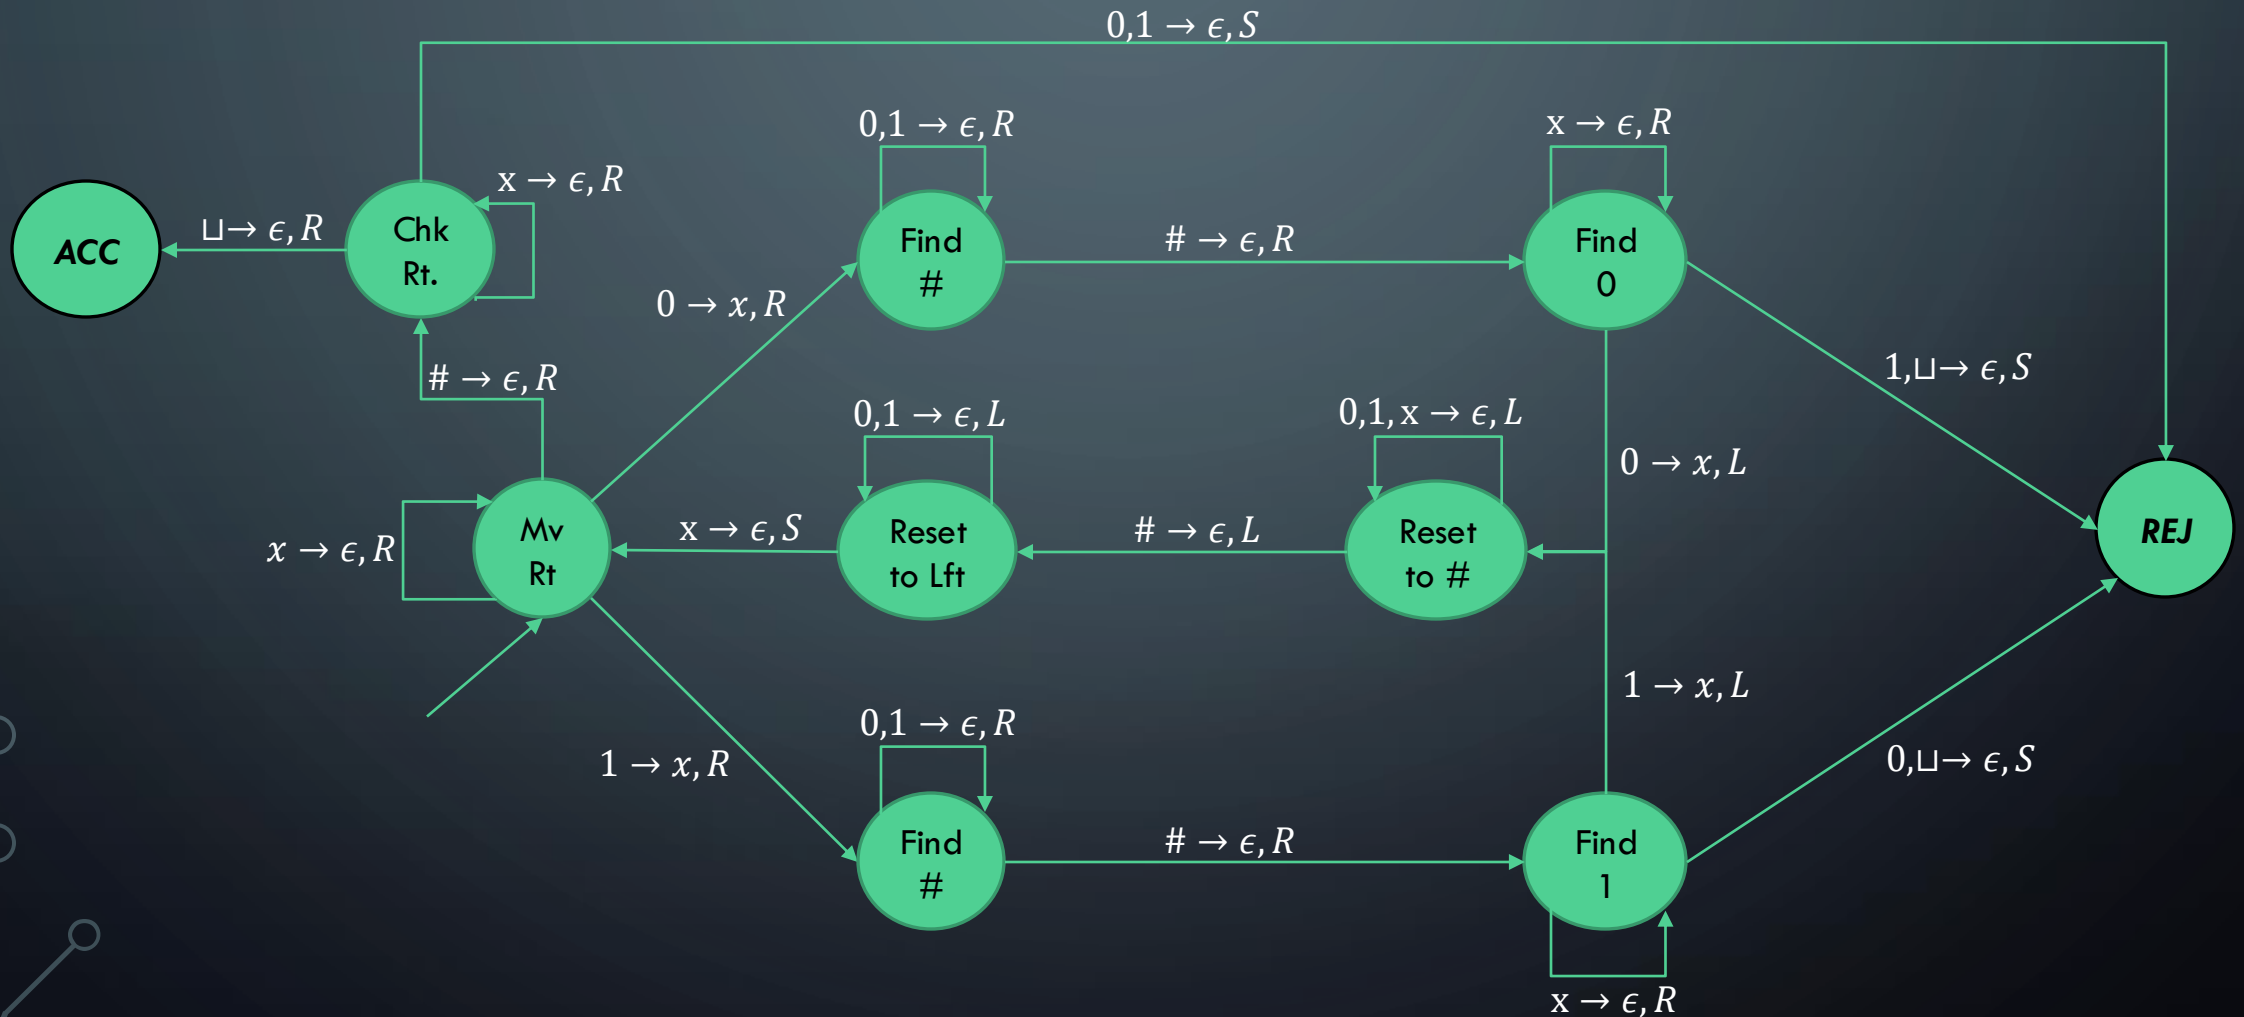 0,1 → ϵ, S
0,1 → ϵ, R
x → ϵ, R
x → ϵ, R
⊔→ ϵ, R
ACC
Chk
Rt.
Find
#
# → ϵ, R
Find
0
0 → x, R
1,⊔→ ϵ, S
# → ϵ, R
0,1 → ϵ, L
0,1, x → ϵ, L
0 → x, L
x → ϵ, R
Mv
Rt
x → ϵ, S
Reset
to Lft
# → ϵ, L
Reset
to #
REJ
1 → x, L
0,1 → ϵ, R
1 → x, R
0,⊔→ ϵ, S
Find
#
# → ϵ, R
Find
1
x → ϵ, R